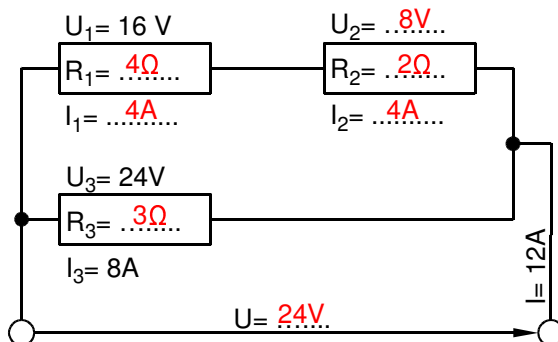 U₁= 16 V
U₂= 8V
R₁= 4Ω
R₂= 2Ω
I₁= 4A
I₂= 4A
U₃= 24V
R₃= 3Ω
I₃= 8A
I= 12A
U= 24V